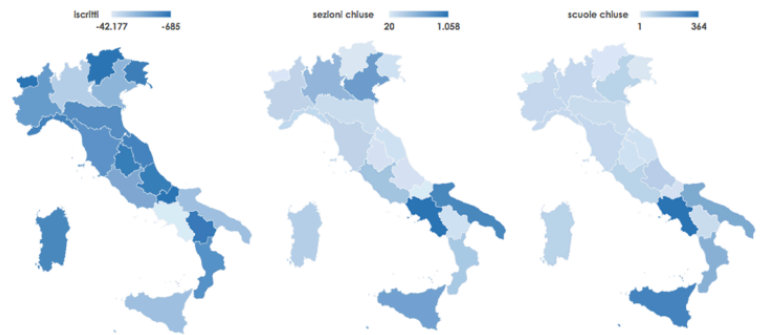 iscritti
-42.177 -685
sezioni chiuse
20 1.058
scuole chiuse
1 364